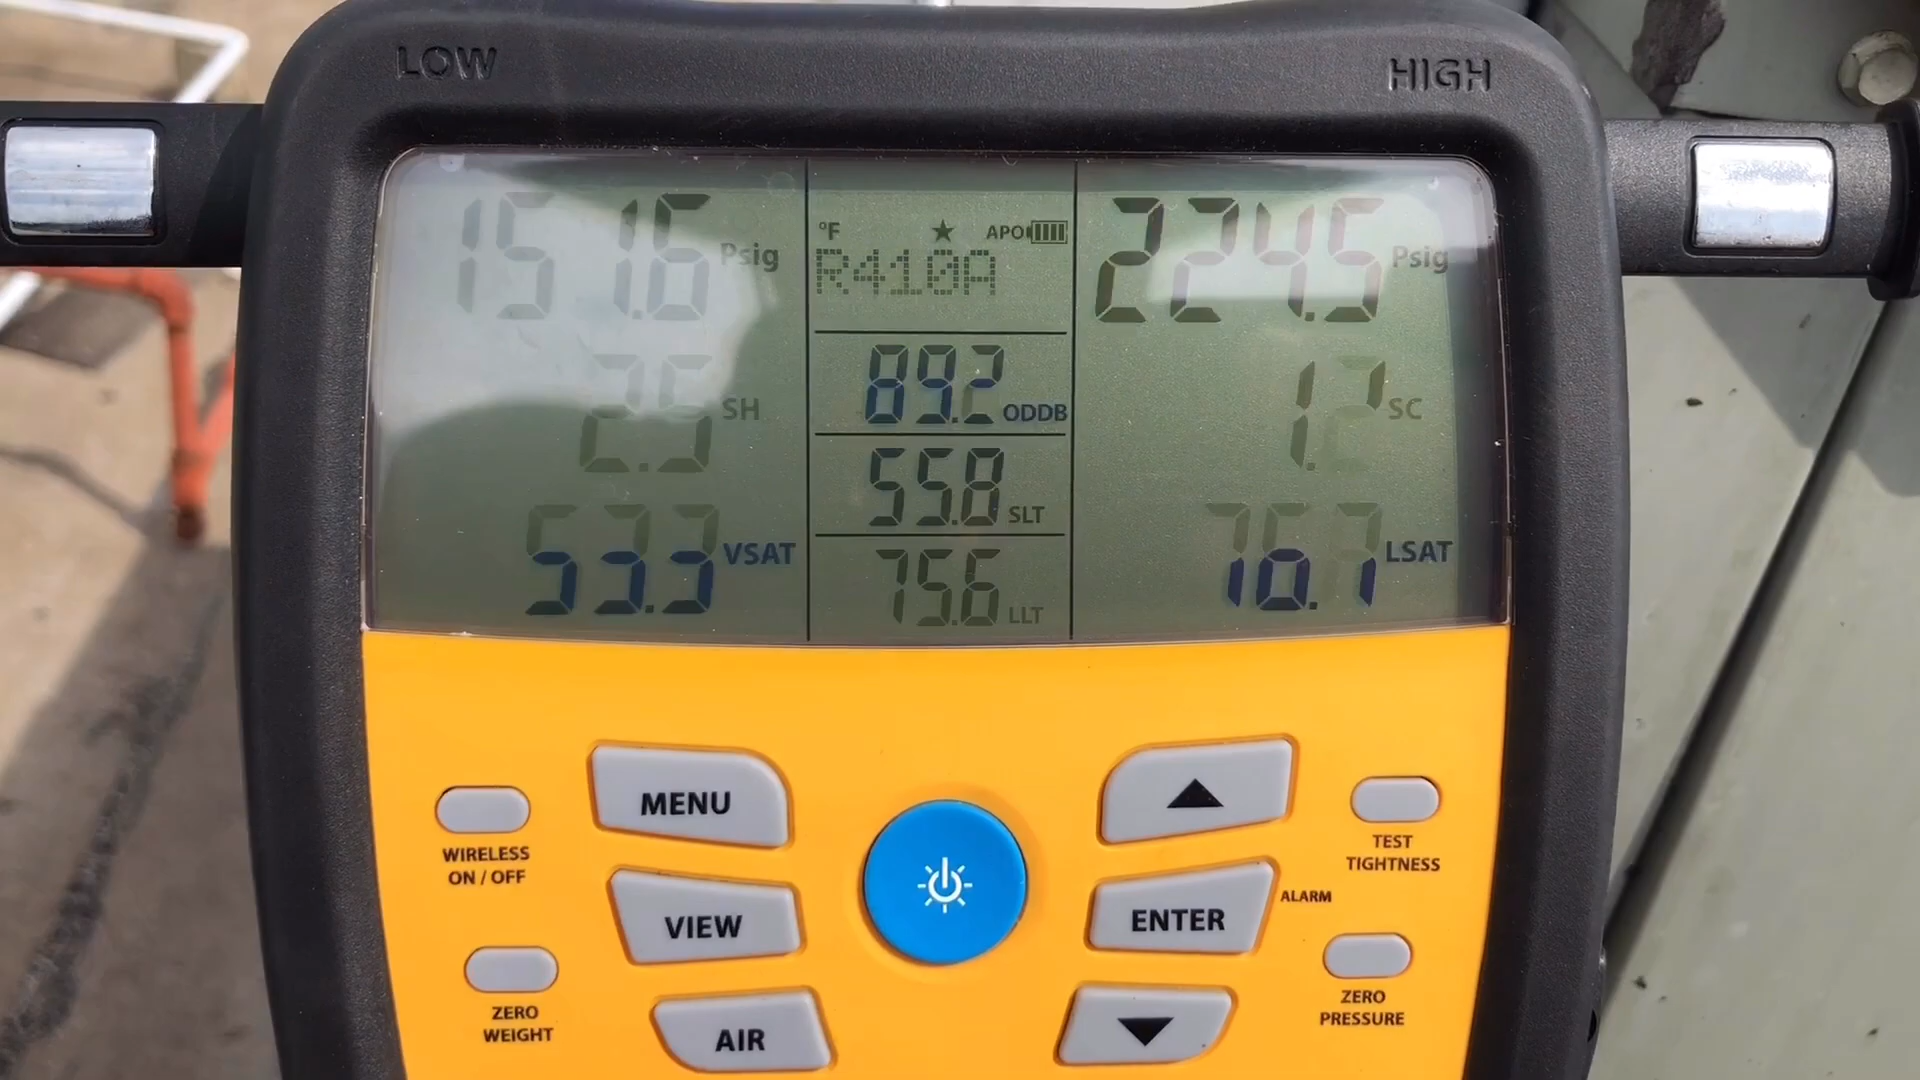 LOW HIGH
151.6 Psig
°F APO
R410A
224.5 Psig
2.5 SH
89.2 ODDB
1.2 SC
55.8 SLT
53.3 VSAT
LSAT
75.6 LLT
MENU
WIRELESS
ON / OFF
VIEW
ZERO
WEIGHT
AIR
TEST
TIGHTNESS
ENTER
ALARM
ZERO
PRESSURE